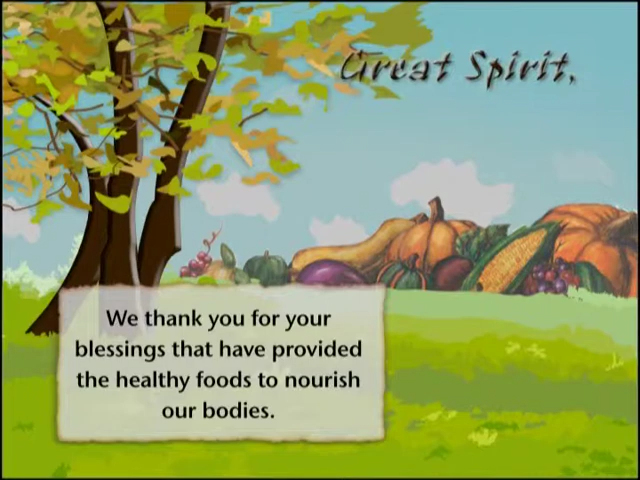 Great Spirit,
We thank you for your
blessings that have provided
the healthy foods to nourish
our bodies.